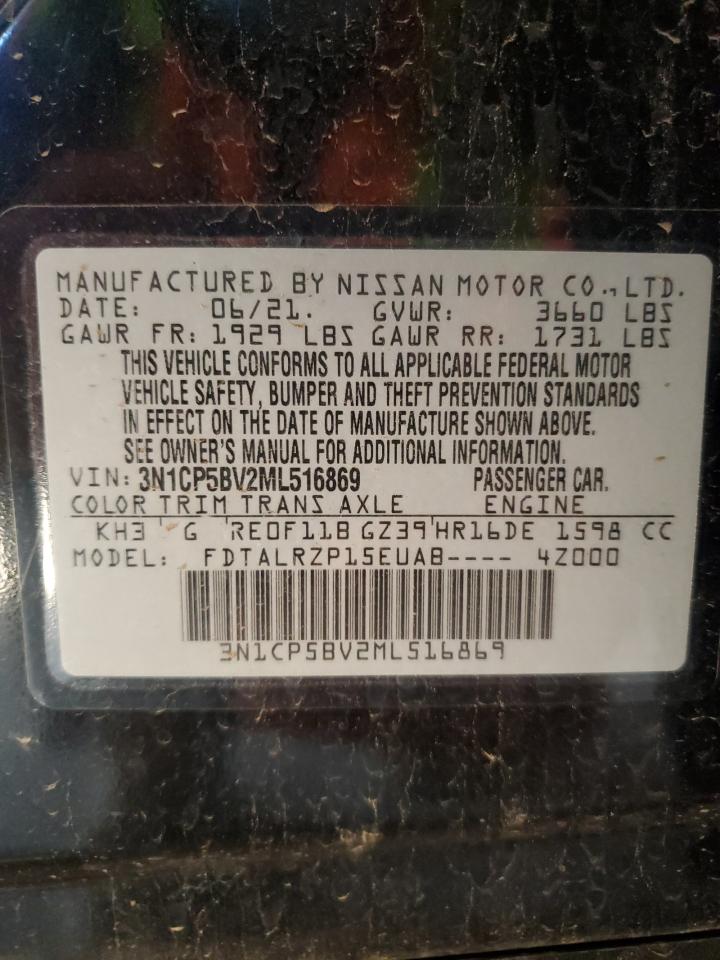 MANUFACTURED BY NISSAN MOTOR CO., LTD.
DATE: 06/21. GVWR: 3660 LBS
GAWR FR: 1929 LBS GAWR RR: 1731 LBS
THIS VEHICLE CONFORMS TO ALL APPLICABLE FEDERAL MOTOR
VEHICLE SAFETY, BUMPER AND THEFT PREVENTION STANDARDS
IN EFFECT ON THE DATE OF MANUFACTURE SHOWN ABOVE.
SEE OWNER'S MANUAL FOR ADDITIONAL INFORMATION.
VIN: 3N1CP5BV2ML516869 PASSENGER CAR.
COLOR TRIM TRANS AXLE ENGINE
KH3 G RE0F11B GZ39 HR16DE 1598 CC
MODEL: FDTALRZP15EUAB---- 4Z000
3N1CP5BV2ML516869